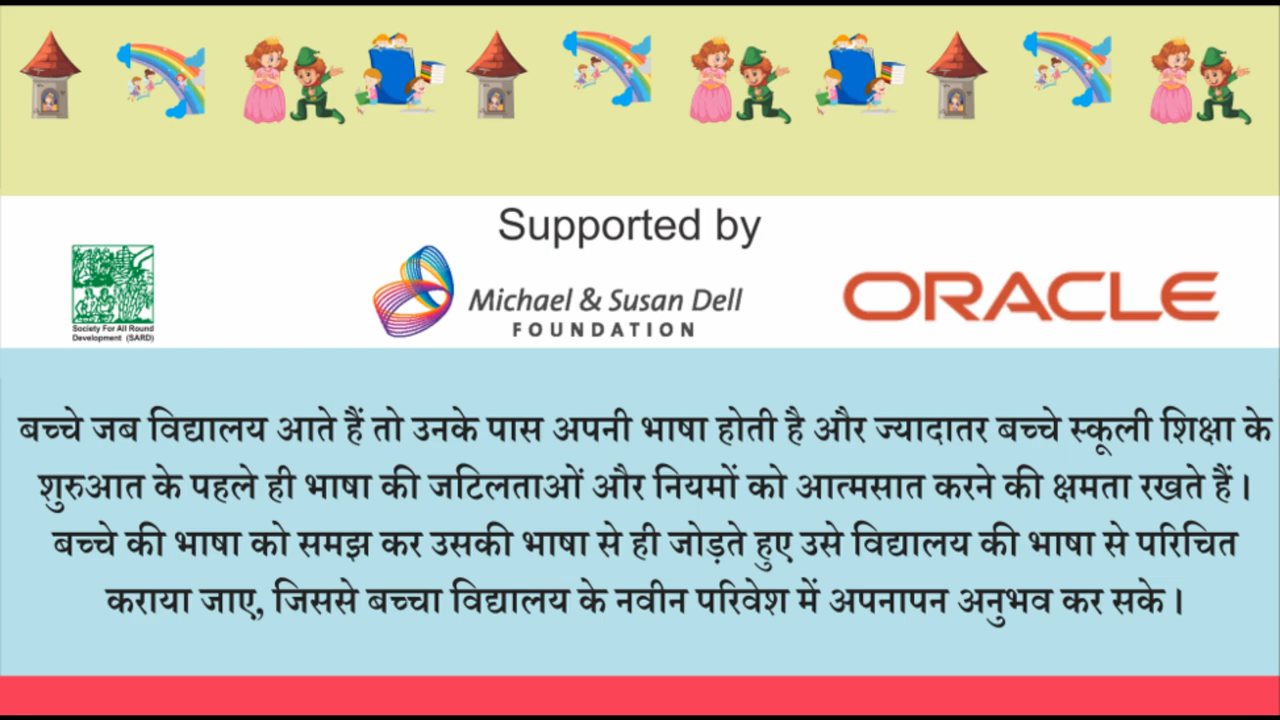 Supported by
Society For All Round
Development (SARD)
Michael & Susan Dell
FOUNDATION
ORACLE
बच्चे जब विद्यालय आते हैं तो उनके पास अपनी भाषा होती है और ज्यादातर बच्चे स्कूली शिक्षा के
शुरुआत के पहले ही भाषा की जटिलताओं और नियमों को आत्मसात करने की क्षमता रखते हैं।
बच्चे की भाषा को समझ कर उसकी भाषा से ही जोड़ते हुए उसे विद्यालय की भाषा से परिचित
कराया जाए, जिससे बच्चा विद्यालय के नवीन परिवेश में अपनापन अनुभव कर सके।